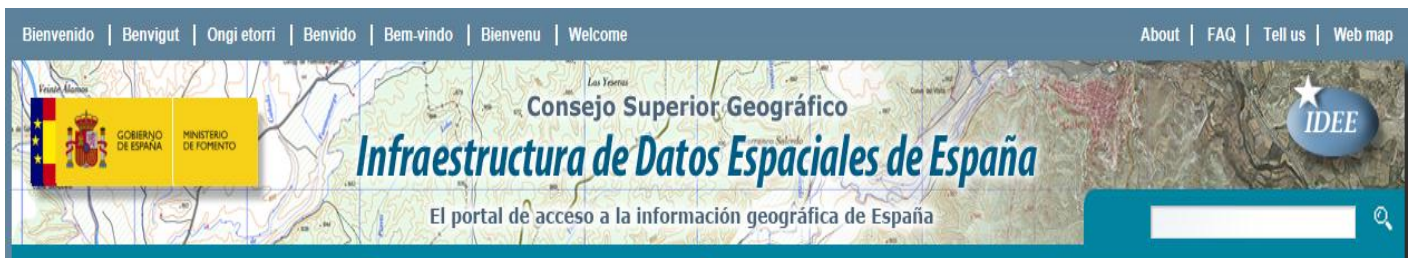 Bienvenido | Benvigut | Ongi etorri | Benvido | Bem-vindo | Bienvenu | Welcome
About | FAQ | Tell us | Web map
Las Yeseras
Consejo Superior Geográfico
GOBIERNO DE ESPAÑA
MINISTERIO DE FOMENTO
IDEE
Infraestructura de Datos Espaciales de España
El portal de acceso a la información geográfica de España